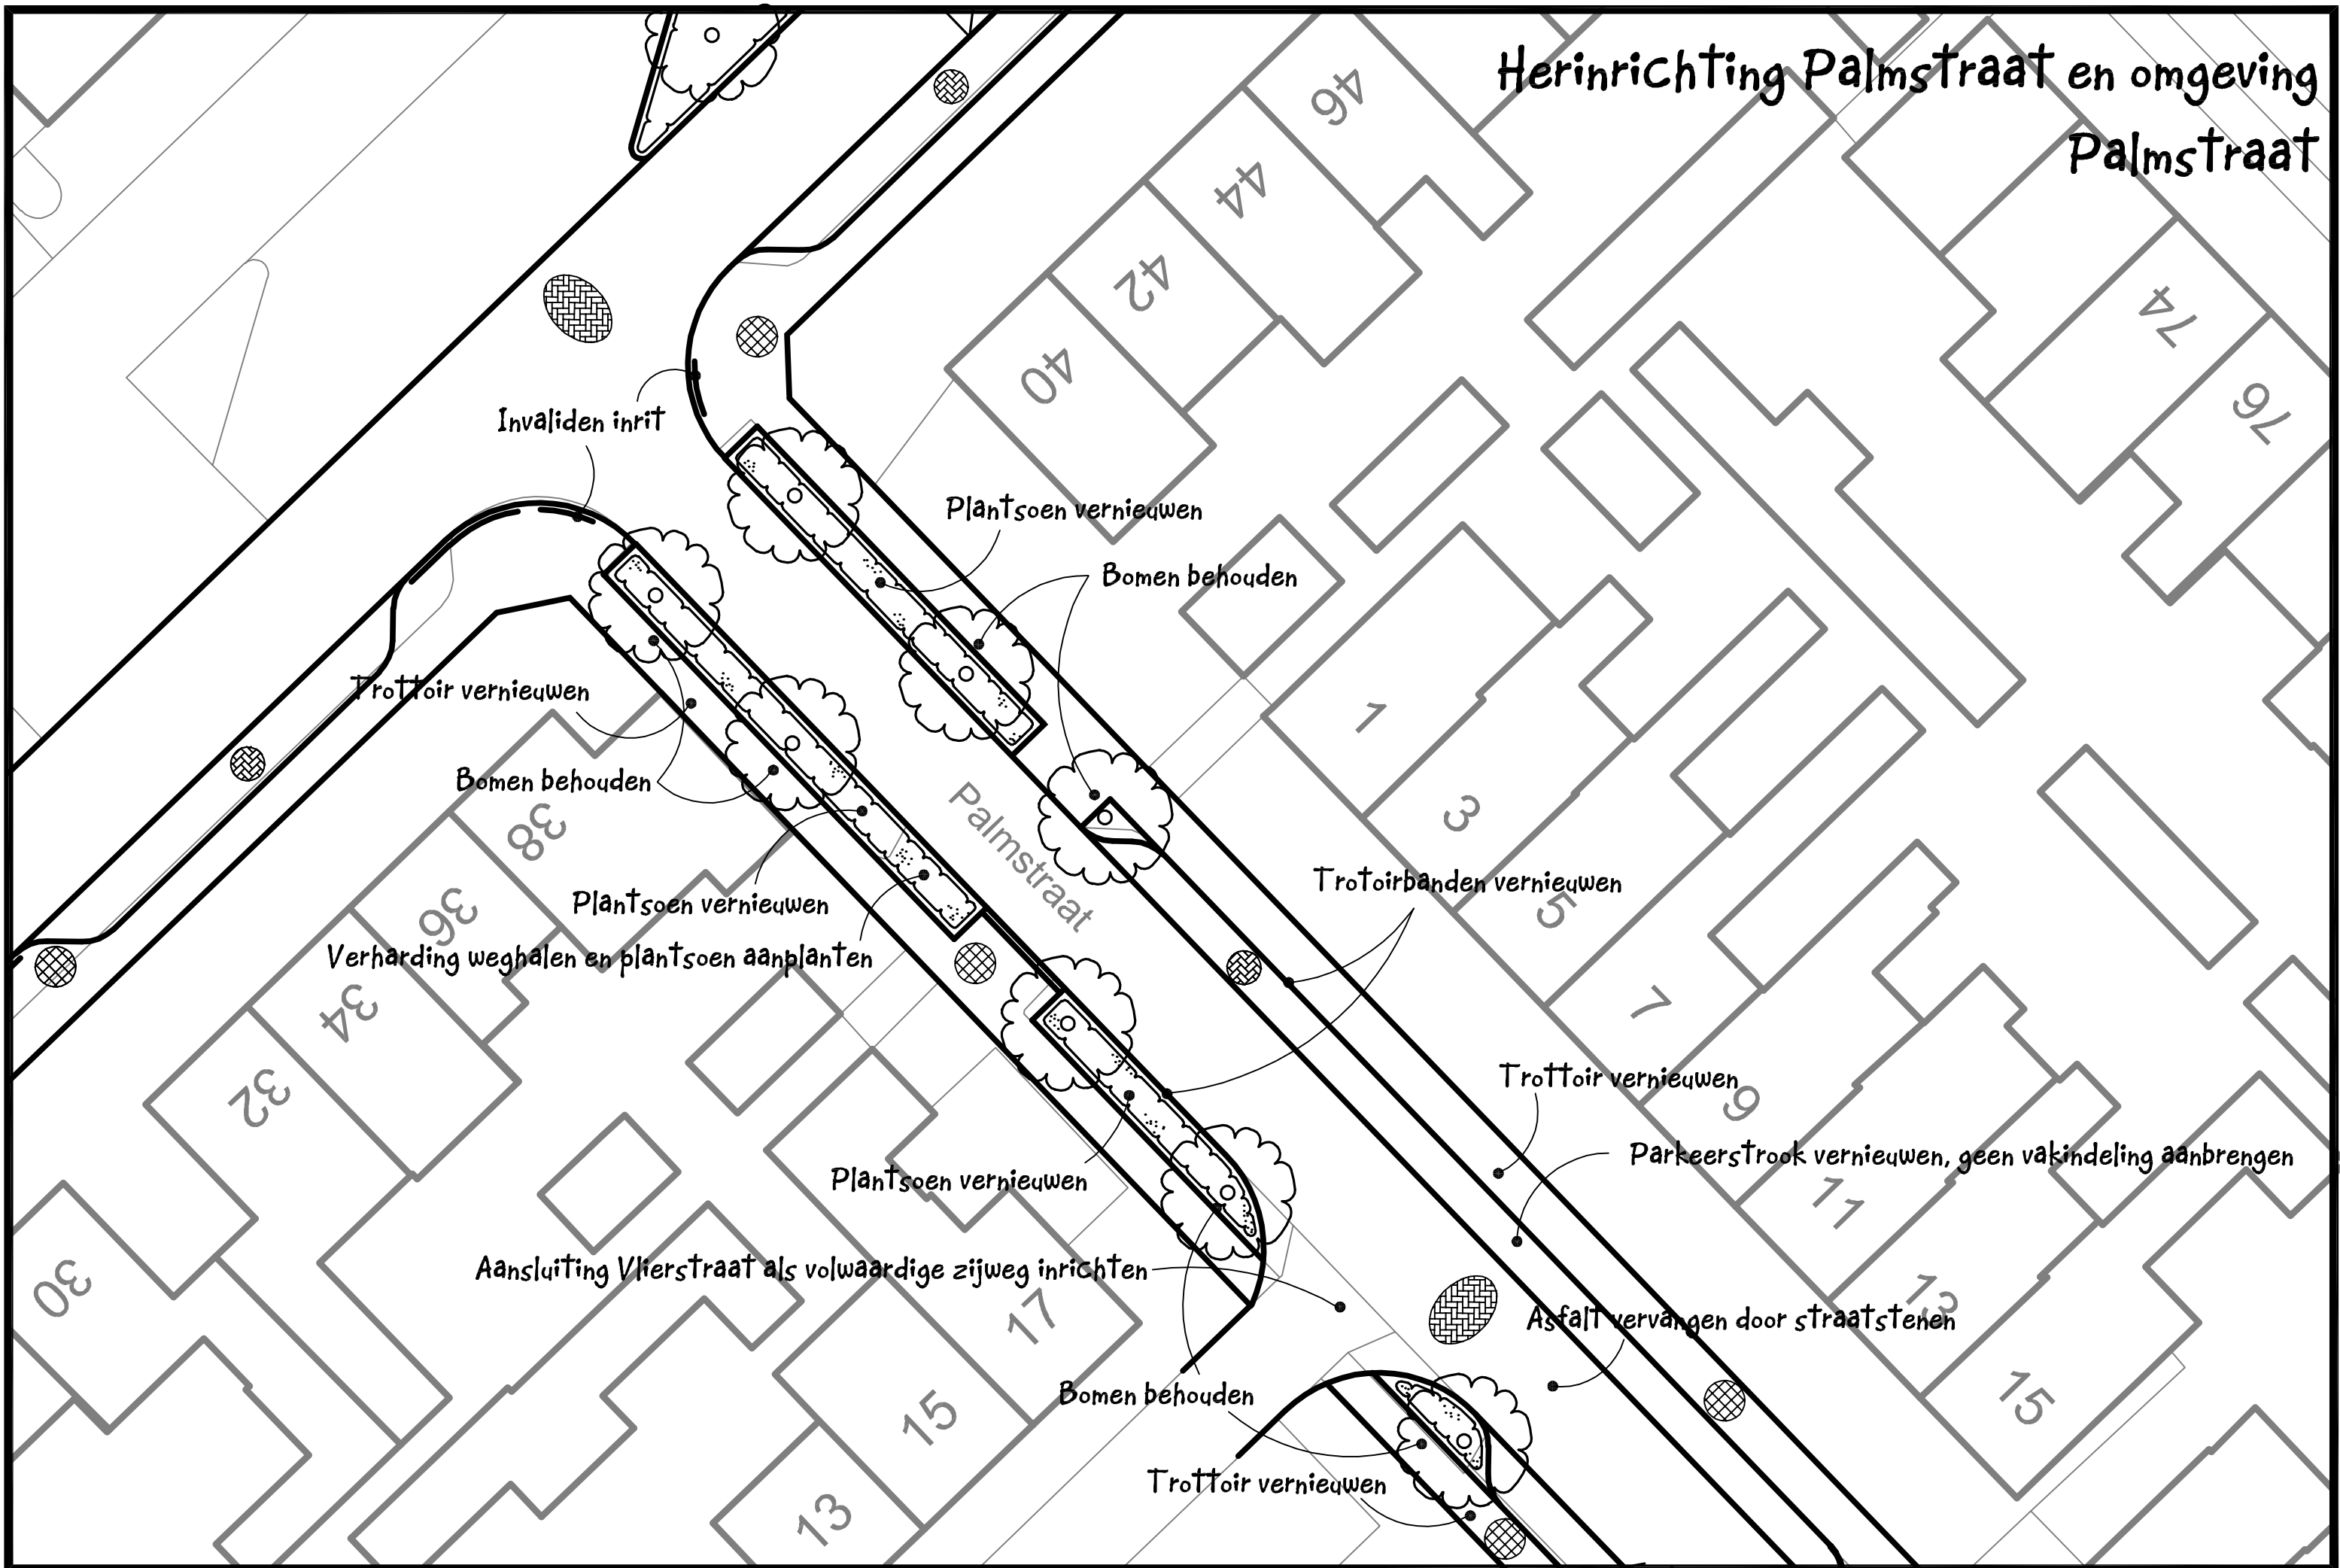 Herinrichting Palmstraat en omgeving
Palmstraat
46
44
42
40
74
76
Invaliden inrit
Plantsoen vernieuwen
Bomen behouden
Trottoir vernieuwen
1
Bomen behouden
38
3
Palmstraat
Trotoirbanden vernieuwen
Plantsoen vernieuwen
36
5
Verharding weghalen en plantsoen aanplanten
34
7
32
Trottoir vernieuwen
9
Parkeerstrook vernieuwen, geen vakindeling aanbrengen
Plantsoen vernieuwen
11
Aansluiting Vlierstraat als volwaardige zijweg inrichten
30
13
17
Asfalt vervangen door straatstenen
Bomen behouden
15
15
Trottoir vernieuwen
13